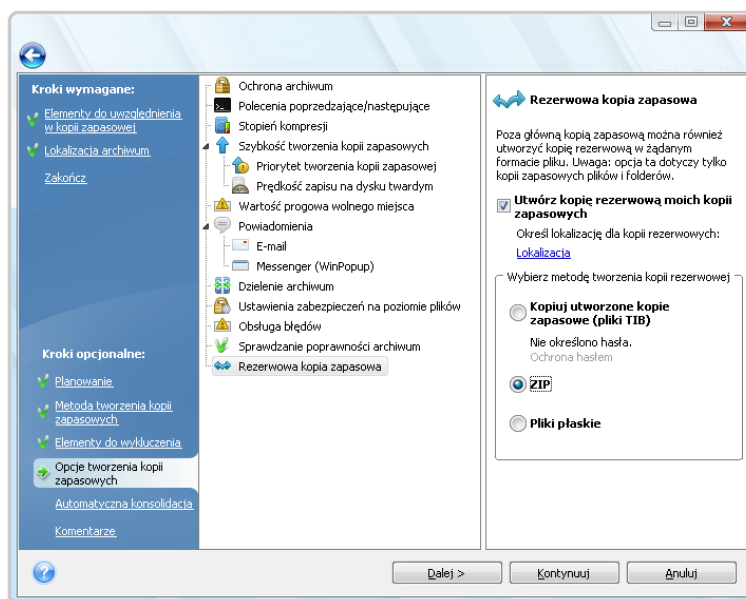 Kroki wymagane:
Elementy do uwzględnienia
w kopii zapasowej
Lokalizacja archiwum
Zakończ
Kroki opcjonalne:
Planowanie
Metoda tworzenia kopii
zapasowych
Elementy do wykluczenia
Opcje tworzenia kopii
zapasowych
Automatyczna konsolidacja
Komentarze
Ochrona archiwum
Polecenia poprzedzające/następujące
Stopień kompresji
Szybkość tworzenia kopii zapasowych
Priorytet tworzenia kopii zapasowej
Prędkość zapisu na dysku twardym
Wartość progowa wolnego miejsca
Powiadomienia
E-mail
Messenger (WinPopup)
Dzielenie archiwum
Ustawienia zabezpieczeń na poziomie plików
Obsługa błędów
Sprawdzanie poprawności archiwum
Rezerwowa kopia zapasowa
Rezerwowa kopia zapasowa
Poza główną kopią zapasową można również
utworzyć kopię rezerwową w żądanym
formacie pliku. Uwaga: opcja ta dotyczy tylko
kopii zapasowych plików i folderów.
Utwórz kopię rezerwową moich kopii
zapasowych
Określ lokalizację dla kopii rezerwowych:
Lokalizacja
Wybierz metodę tworzenia kopii rezerwowej
Kopiuj utworzone kopie
zapasowe (pliki TIB)
Nie określono hasła.
Ochrona hasłem
ZIP
Pliki płaskie
Dalej >
Kontynuuj
Anuluj